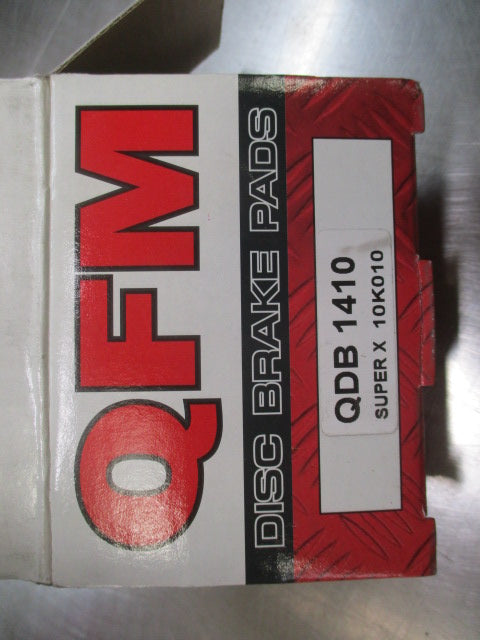 QFM
DISC BRAKE PADS
QDB 1410
SUPER X 10K010